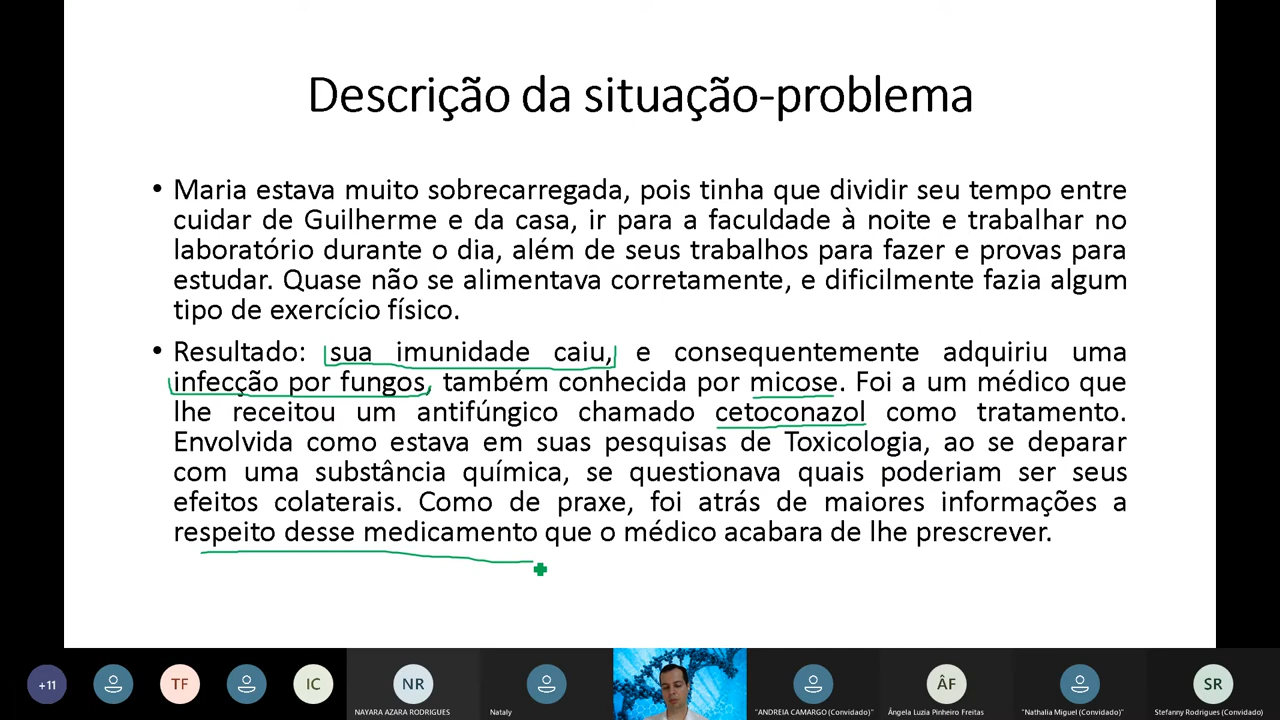 Descrição da situação-problema
• Maria estava muito sobrecarregada, pois tinha que dividir seu tempo entre
cuidar de Guilherme e da casa, ir para a faculdade à noite e trabalhar no
laboratório durante o dia, além de seus trabalhos para fazer e provas para
estudar. Quase não se alimentava corretamente, e dificilmente fazia algum
tipo de exercício físico.
• Resultado: sua imunidade caiu, e consequentemente adquiriu uma
infecção por fungos, também conhecida por micose. Foi a um médico que
lhe receitou um antifúngico chamado cetoconazol como tratamento.
Envolvida como estava em suas pesquisas de Toxicologia, ao se deparar
com uma substância química, se questionava quais poderiam ser seus
efeitos colaterais. Como de praxe, foi atrás de maiores informações a
respeito desse medicamento que o médico acabara de lhe prescrever.
+11 TF IC NR ÂF SR
NAYARA AZARA RODRIGUES Nataly "ANDREIA CAMARGO (Convidado)" Ângela Luzia Pinheiro Freitas "Nathalia Miguel (Convidado)" Stefanny Rodrigues (Convidado)